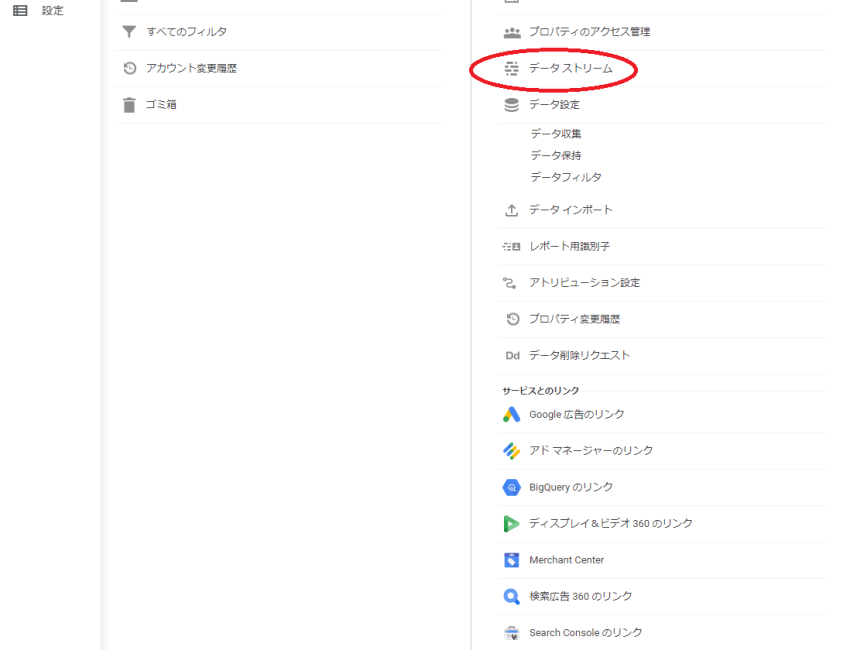 設定
すべてのフィルタ
アカウント変更履歴
ゴミ箱
プロパティのアクセス管理
データ ストリーム
データ設定
データ収集
データ保持
データフィルタ
データ インポート
レポート用識別子
アトリビューション設定
プロパティ変更履歴
Dd データ削除リクエスト
サービスとのリンク
Google 広告のリンク
アド マネージャーのリンク
BigQuery のリンク
ディスプレイ＆ビデオ 360 のリンク
Merchant Center
検索広告 360 のリンク
Search Console のリンク